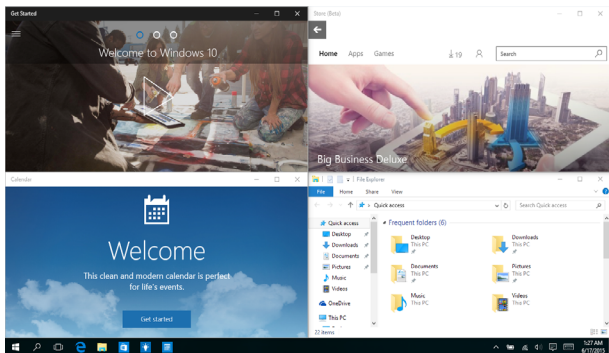 Get Started
Welcome to Windows 10
Store (Beta)
Home Apps Games 19 Search
Big Business Deluxe
Calendar
Welcome
This clean and modern calendar is perfect
for life's events.
Get started
File Explorer
File Home Share View
Quick access Search Quick access
Quick access
Desktop
Downloads
Documents
Pictures
Music
Videos
OneDrive
This PC
Frequent folders (6)
Desktop
This PC
Downloads
This PC
Documents
This PC
Pictures
This PC
Music
This PC
Videos
This PC
22 items
1:27 AM
6/17/2015